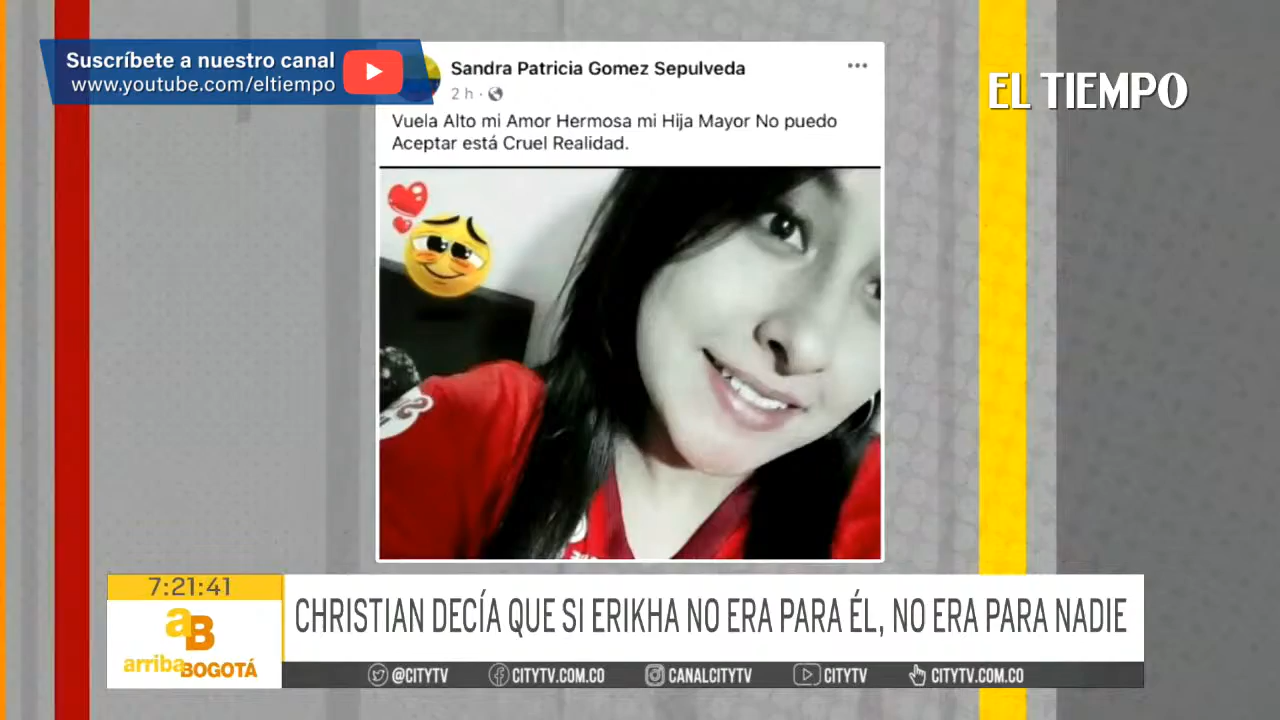 Suscríbete a nuestro canal
www.youtube.com/eltiempo
Sandra Patricia Gomez Sepulveda
2 h ·
Vuela Alto mi Amor Hermosa mi Hija Mayor No puedo
Aceptar está Cruel Realidad.
EL TIEMPO
7:21:41
aB
arriba BOGOTÁ
CHRISTIAN DECÍA QUE SI ERIKHA NO ERA PARA ÉL, NO ERA PARA NADIE
@CITYTV CITYTV.COM.CO CANALCITYTV CITYTV CITYTV.COM.CO